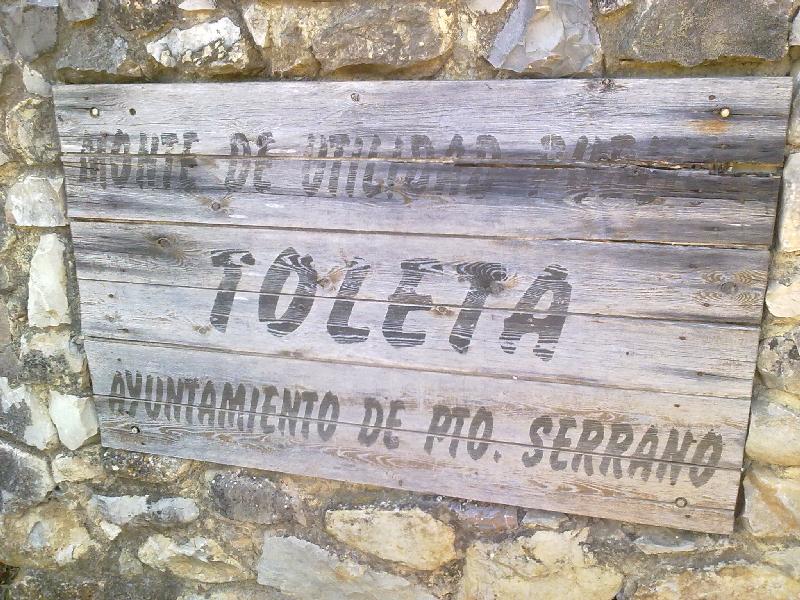 MONTE DE UTILIDAD
TOLETA
AYUNTAMIENTO DE PTO. SERRANO